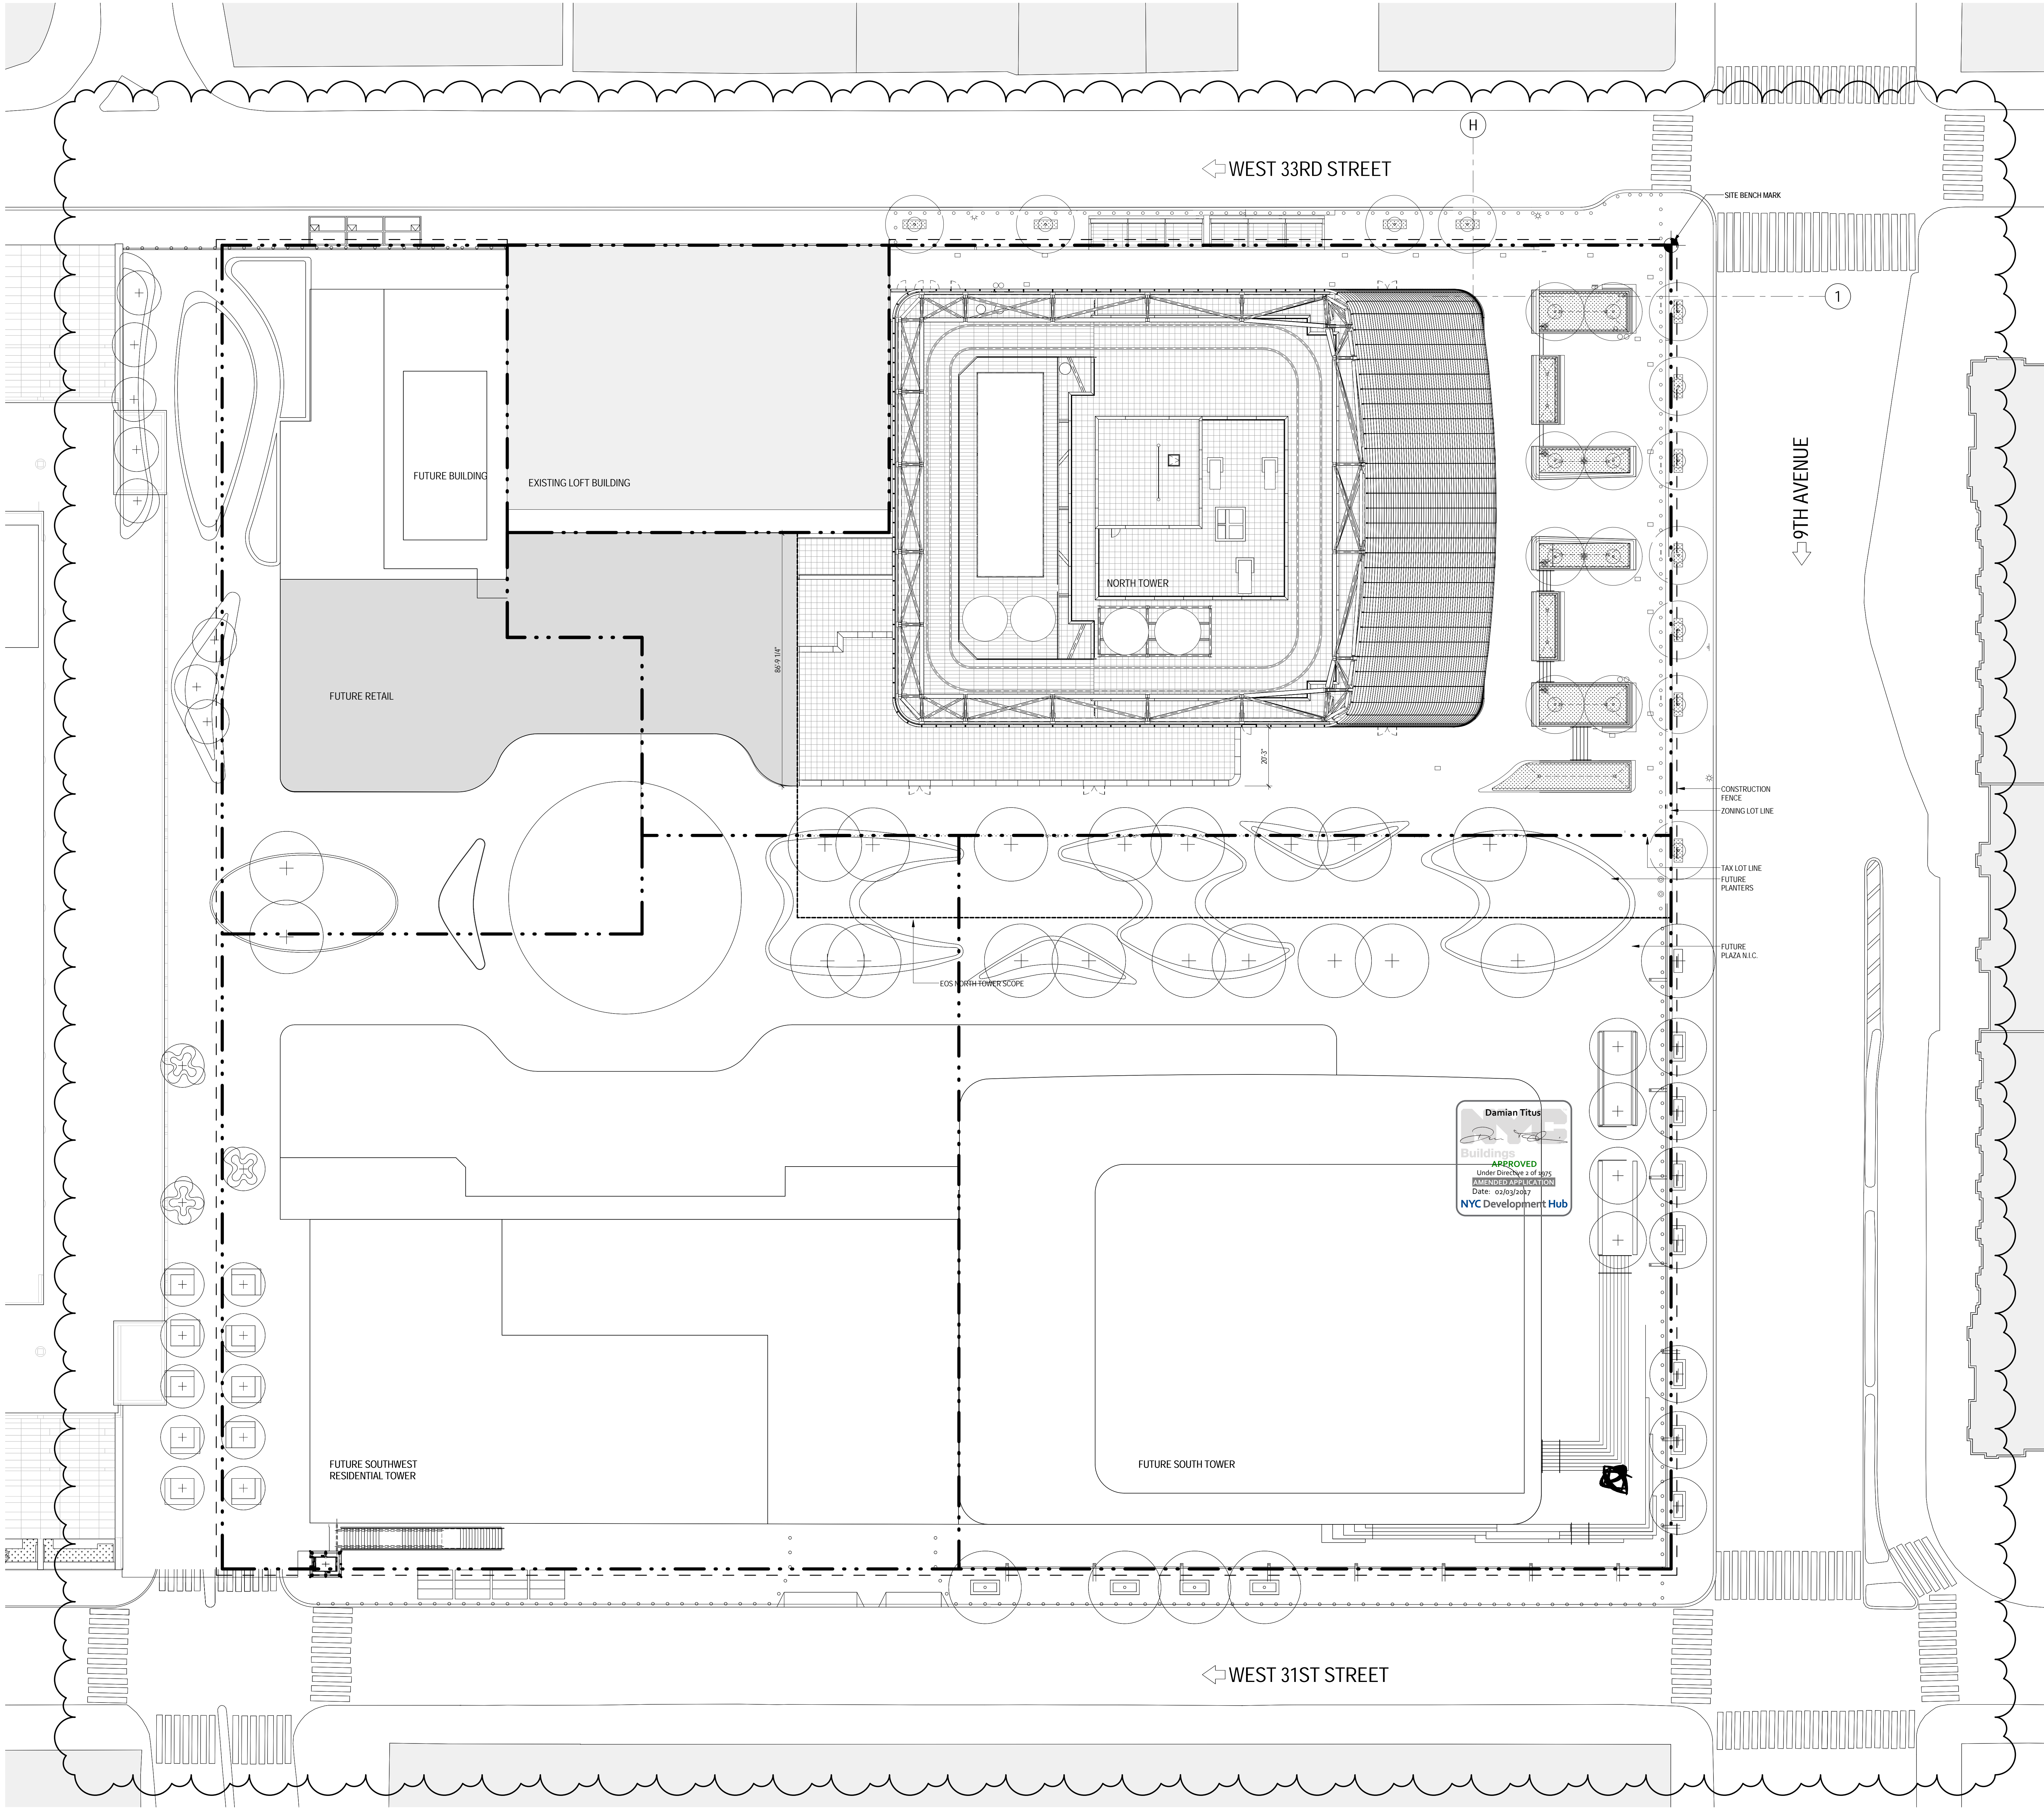 H
WEST 33RD STREET
SITE BENCH MARK
1
9TH AVENUE
FUTURE BUILDING
EXISTING LOFT BUILDING
NORTH TOWER
86'-9 1/4"
FUTURE RETAIL
20'-3"
CONSTRUCTION
FENCE
ZONING LOT LINE
TAX LOT LINE
FUTURE
PLANTERS
FUTURE
PLAZA N.I.C.
EOS NORTH TOWER SCOPE
NYC
Damian Titus
Buildings
APPROVED
Under Directive 2 of 1975
AMENDED APPLICATION
Date: 02/03/2017
NYC Development Hub
FUTURE SOUTHWEST
RESIDENTIAL TOWER
FUTURE SOUTH TOWER
WEST 31ST STREET